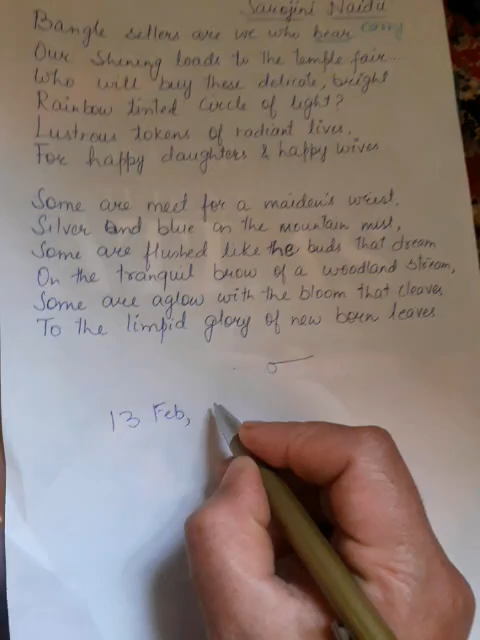 Sarojini Naidu
Bangle sellers are we who bear carry
Our shining loads to the temple fair...
Who will buy these delicate, bright
Rainbow tinted circle of light?
Lustrous tokens of radiant lives,
For happy daughters & happy wives

Some are meet for a maiden's wrist.
Silver and blue as the mountain mist,
Some are flushed like the buds that dream
On the tranquil brow of a woodland stream,
Some are aglow with the bloom that cleaves
To the limpid glory of new born leaves
13 Feb,